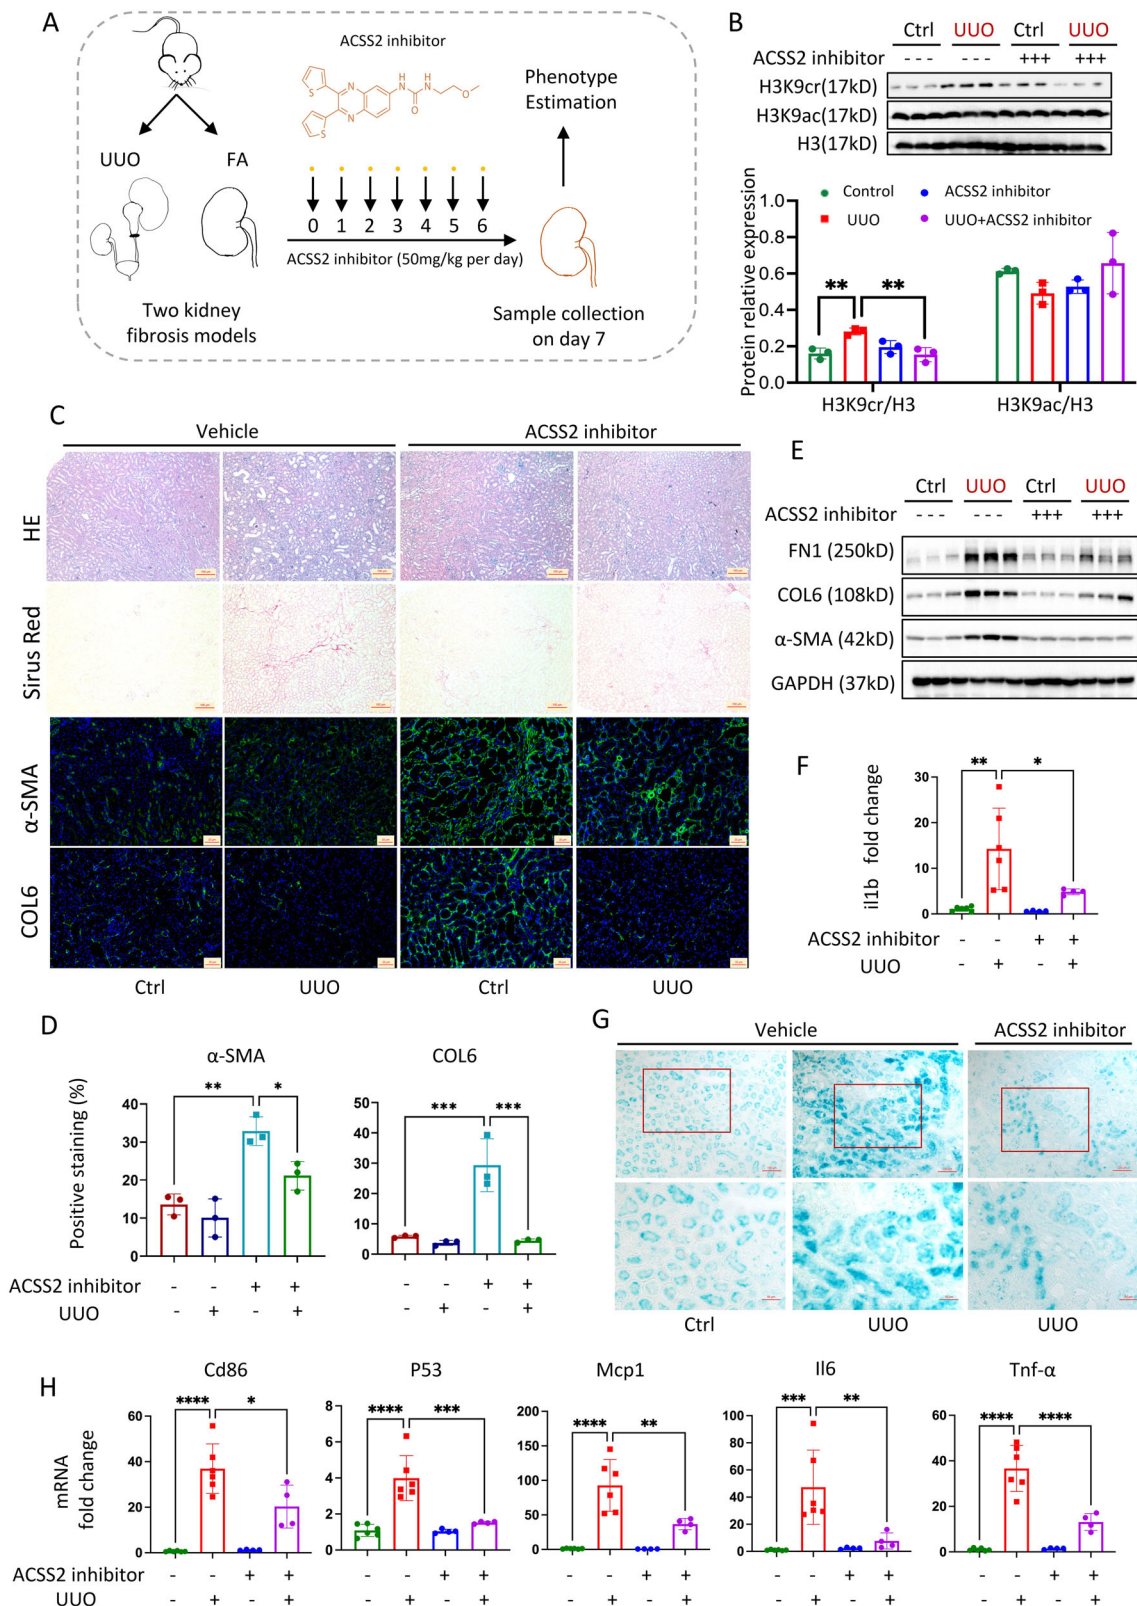 A
ACSS2 inhibitor
Phenotype
Estimation
UUO
FA
0 1 2 3 4 5 6
ACSS2 inhibitor (50mg/kg per day)
Two kidney
fibrosis models
Sample collection
on day 7
S
S
N
N
H
N
H
N
O
O
B
Ctrl UUO Ctrl UUO
ACSS2 inhibitor - - - - - - +++ +++
H3K9cr(17kD)
H3K9ac(17kD)
H3(17kD)
Control
UUO
ACSS2 inhibitor
UUO+ACSS2 inhibitor
Protein relative expression
1.0
0.8
0.6
0.4
0.2
0.0
** **
H3K9cr/H3 H3K9ac/H3
C
Vehicle ACSS2 inhibitor
HE
Sirus Red
α-SMA
COL6
Ctrl UUO Ctrl UUO
E
Ctrl UUO Ctrl UUO
ACSS2 inhibitor - - - - - - +++ +++
FN1 (250kD)
COL6 (108kD)
α-SMA (42kD)
GAPDH (37kD)
F
il1b fold change
30
20
10
0
** *
ACSS2 inhibitor - - + +
UUO - + - +
D
α-SMA
Positive staining (%)
40
30
20
10
0
** *
COL6
50
40
30
20
10
0
*** ***
ACSS2 inhibitor - - + + - - + +
UUO - + - + - + - +
G
Vehicle ACSS2 inhibitor
Ctrl UUO UUO
H
mRNA
fold change
Cd86
60
40
20
0
**** *
P53
8
6
4
2
0
**** ***
Mcp1
150
100
50
0
**** **
Il6
100
80
60
40
20
0
*** **
Tnf-α
60
40
20
0
**** ****
ACSS2 inhibitor - - + + - - + + - - + + - - + + - - + +
UUO - + - + - + - + - + - + - + - + - + - +